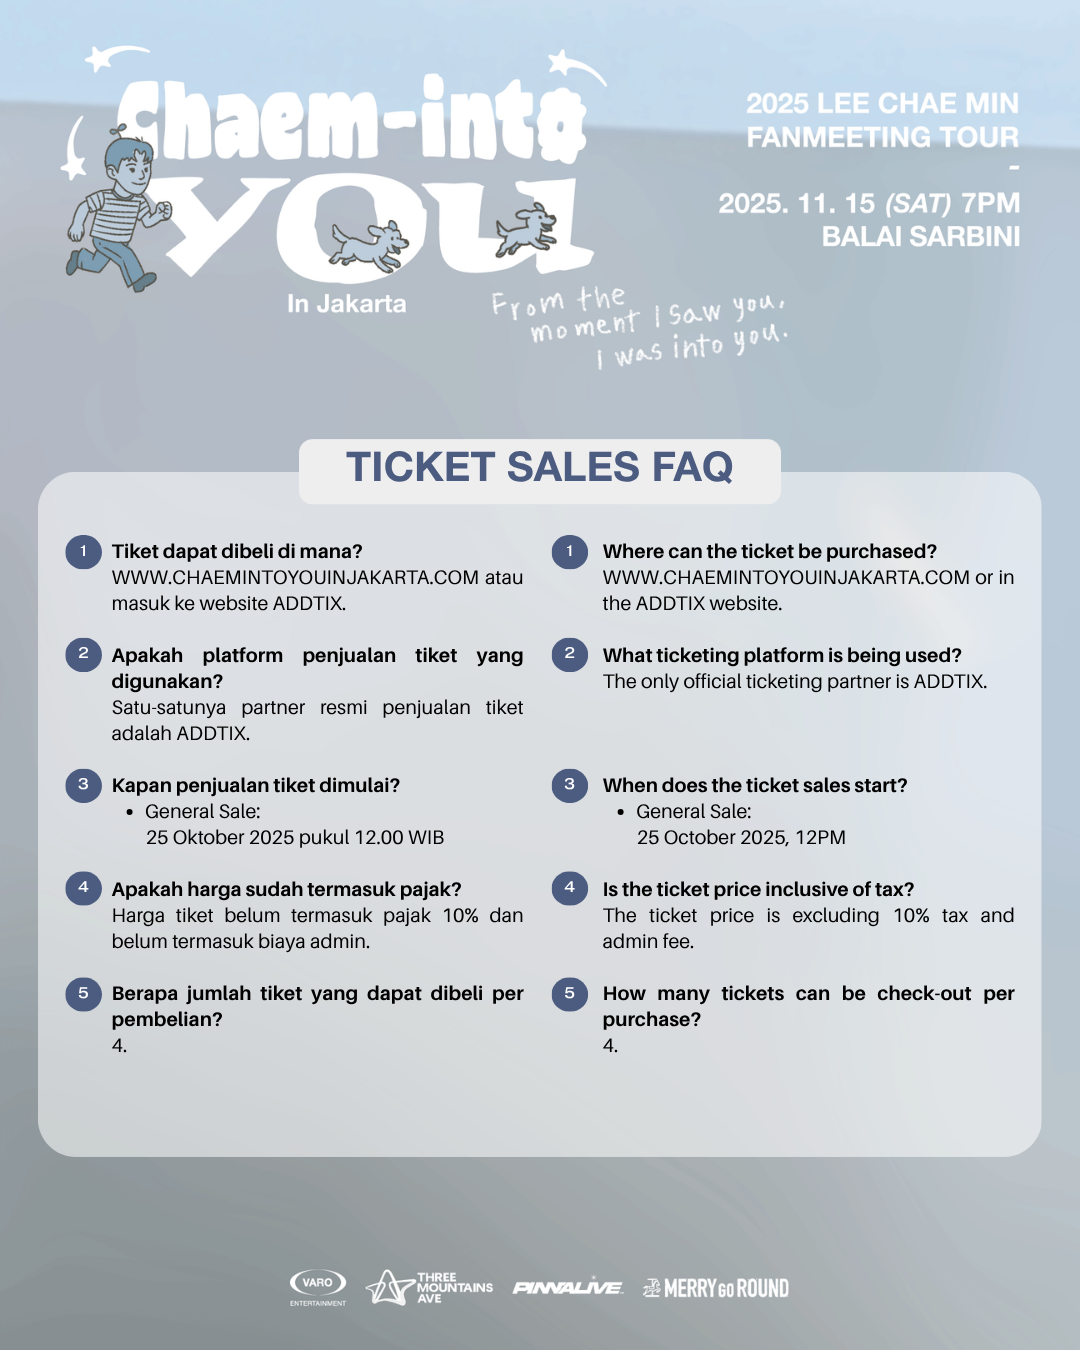 Chaem-into
you
In Jakarta
From the
moment I saw you,
I was into you.
2025 LEE CHAE MIN
FANMEETING TOUR
-
2025. 11. 15 (SAT) 7PM
BALAI SARBINI
TICKET SALES FAQ
1 Tiket dapat dibeli di mana?
WWW.CHAEMINTOYOUINJAKARTA.COM atau
masuk ke website ADDTIX.
2 Apakah platform penjualan tiket yang
digunakan?
Satu-satunya partner resmi penjualan tiket
adalah ADDTIX.
3 Kapan penjualan tiket dimulai?
• General Sale:
25 Oktober 2025 pukul 12.00 WIB
4 Apakah harga sudah termasuk pajak?
Harga tiket belum termasuk pajak 10% dan
belum termasuk biaya admin.
5 Berapa jumlah tiket yang dapat dibeli per
pembelian?
4.
1 Where can the ticket be purchased?
WWW.CHAEMINTOYOUINJAKARTA.COM or in
the ADDTIX website.
2 What ticketing platform is being used?
The only official ticketing partner is ADDTIX.
3 When does the ticket sales start?
• General Sale:
25 October 2025, 12PM
4 Is the ticket price inclusive of tax?
The ticket price is excluding 10% tax and
admin fee.
5 How many tickets can be check-out per
purchase?
4.
VARO
ENTERTAINMENT
THREE
MOUNTAINS
AVE
PINNALIVE
MERRY GO ROUND